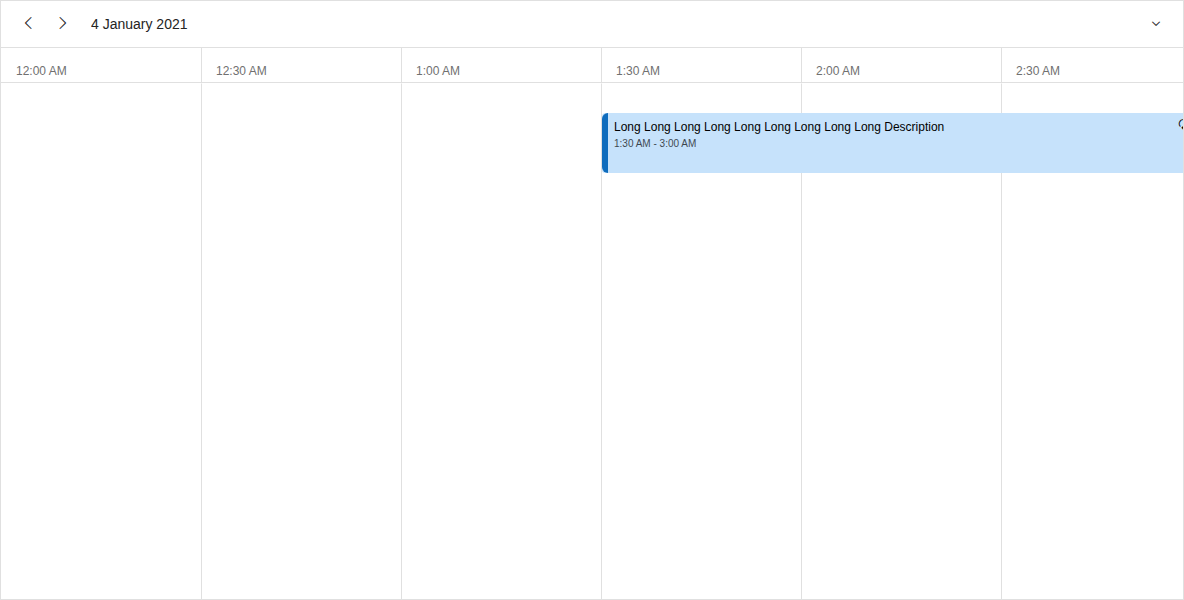 4 January 2021
12:00 AM
12:30 AM
1:00 AM
1:30 AM
2:00 AM
2:30 AM
Long Long Long Long Long Long Long Long Long Description
1:30 AM - 3:00 AM